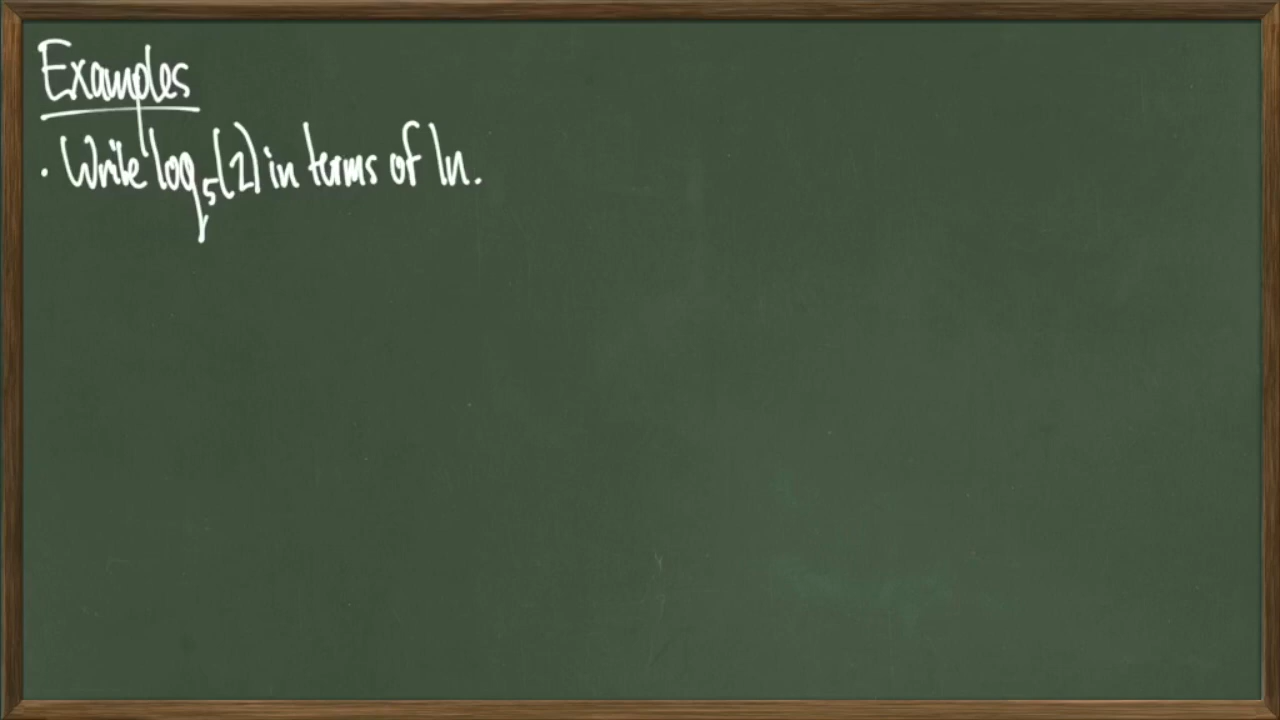 Examples
· Write log₅(2) in terms of ln.